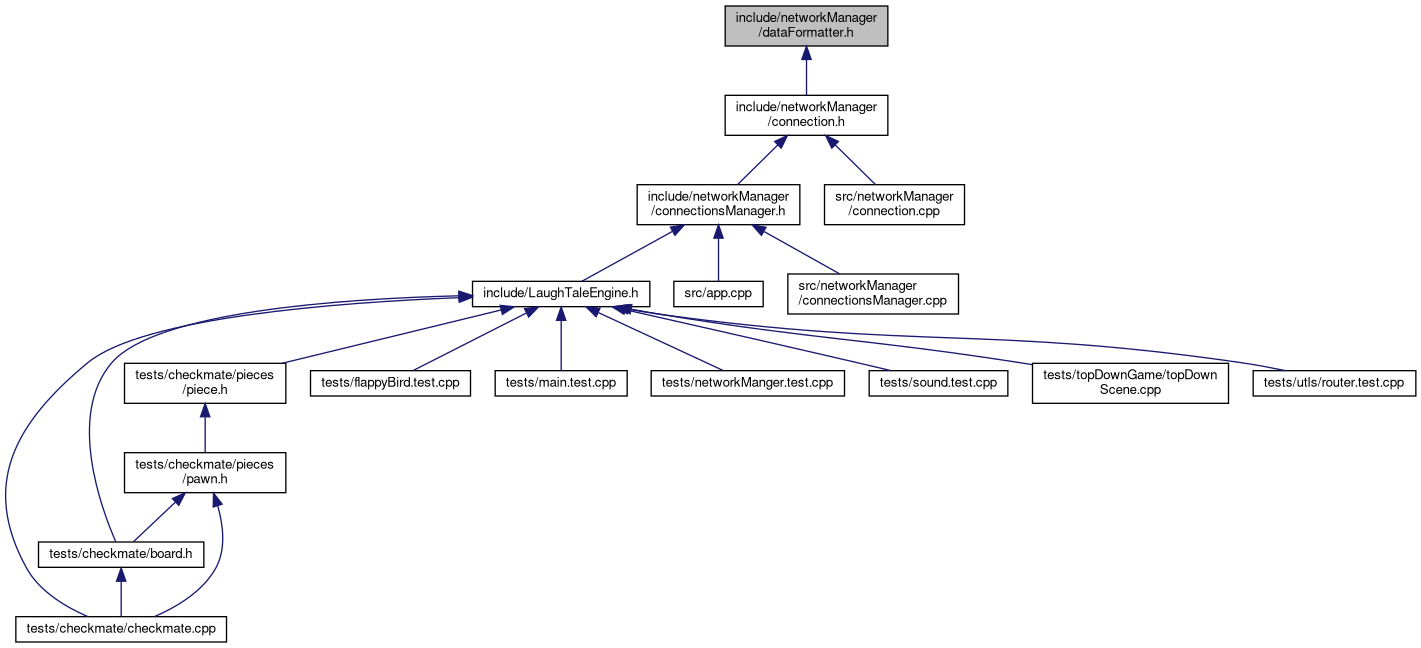 include/networkManager
/dataFormatter.h
include/networkManager
/connection.h
include/networkManager
/connectionsManager.h
src/networkManager
/connection.cpp
include/LaughTaleEngine.h
src/app.cpp
src/networkManager
/connectionsManager.cpp
tests/checkmate/pieces
/piece.h
tests/flappyBird.test.cpp
tests/main.test.cpp
tests/networkManger.test.cpp
tests/sound.test.cpp
tests/topDownGame/topDown
Scene.cpp
tests/utls/router.test.cpp
tests/checkmate/pieces
/pawn.h
tests/checkmate/board.h
tests/checkmate/checkmate.cpp